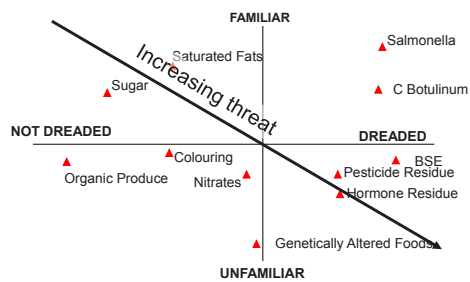 FAMILIAR
Salmonella
Saturated Fats
Increasing threat
Sugar
C Botulinum
NOT DREADED
DREADED
Colouring
BSE
Organic Produce
Nitrates
Pesticide Residue
Hormone Residue
Genetically Altered Foods
UNFAMILIAR